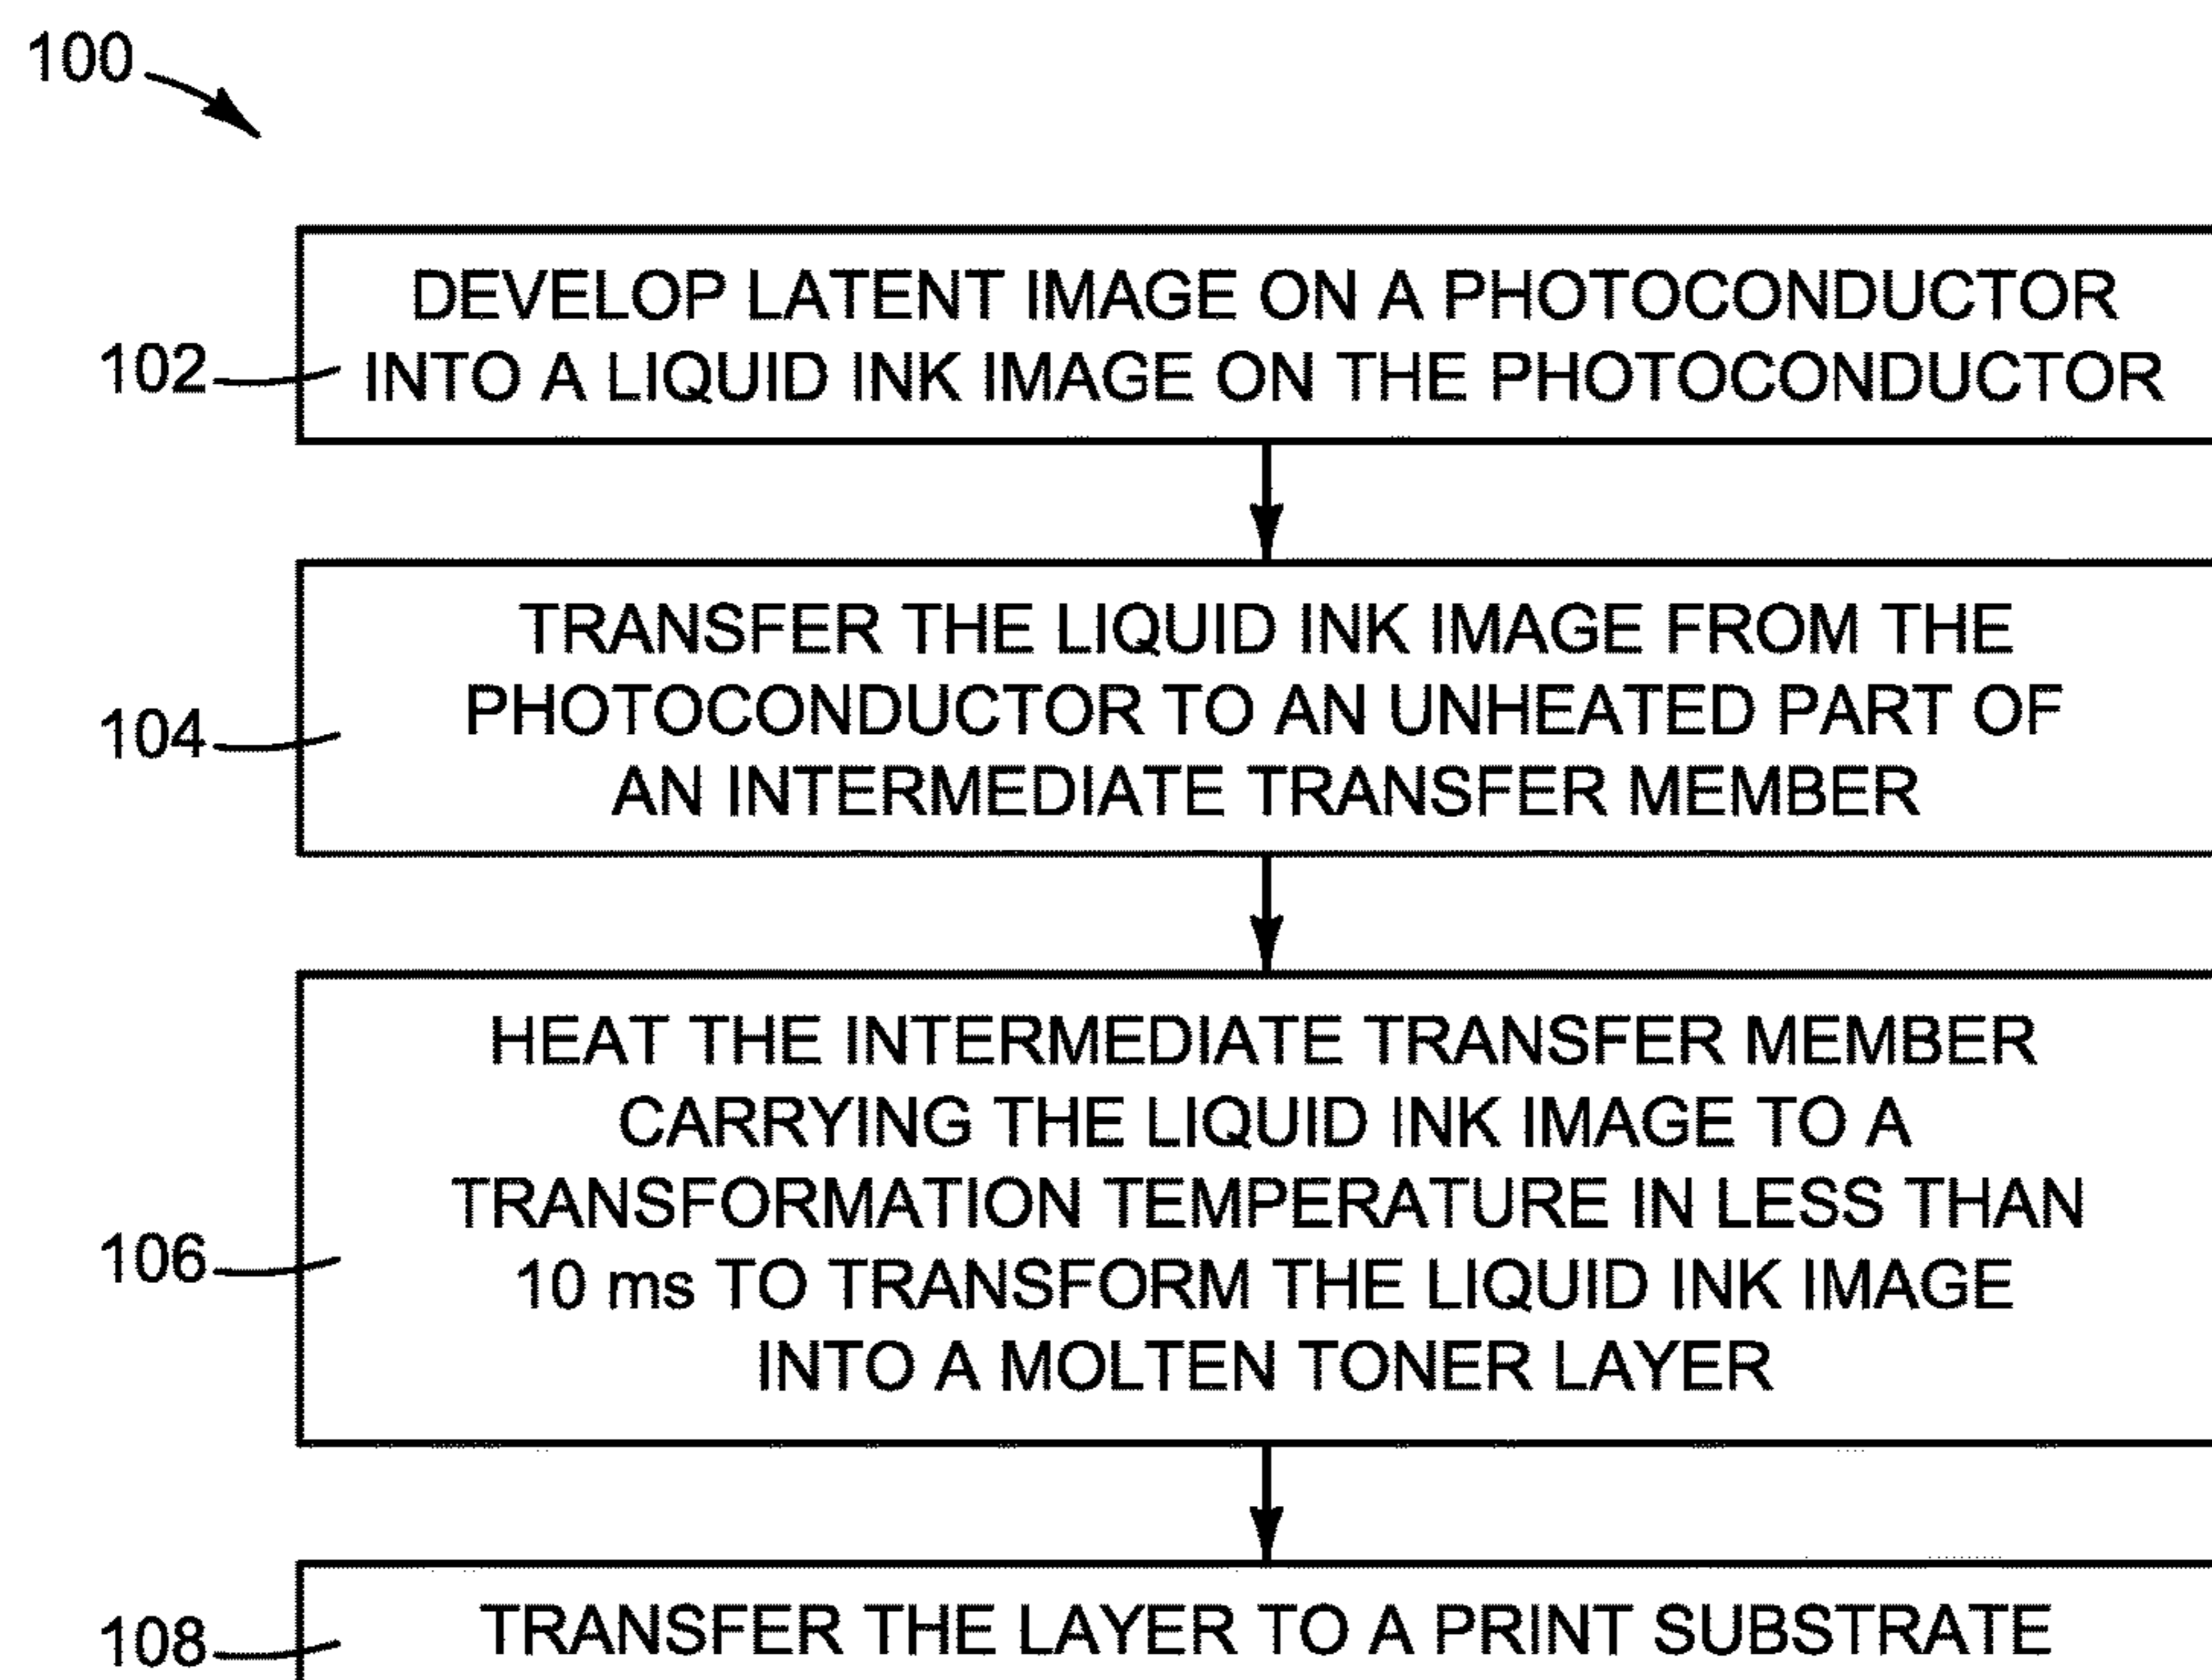 100
DEVELOP LATENT IMAGE ON A PHOTOCONDUCTOR
102 INTO A LIQUID INK IMAGE ON THE PHOTOCONDUCTOR
TRANSFER THE LIQUID INK IMAGE FROM THE
104 PHOTOCONDUCTOR TO AN UNHEATED PART OF
AN INTERMEDIATE TRANSFER MEMBER
HEAT THE INTERMEDIATE TRANSFER MEMBER
CARRYING THE LIQUID INK IMAGE TO A
TRANSFORMATION TEMPERATURE IN LESS THAN
106 10 ms TO TRANSFORM THE LIQUID INK IMAGE
INTO A MOLTEN TONER LAYER
108 TRANSFER THE LAYER TO A PRINT SUBSTRATE